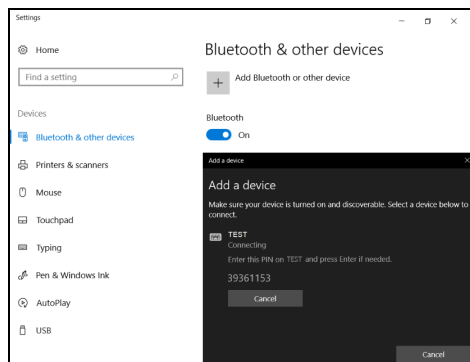 Settings
Home
Find a setting
Devices
Bluetooth & other devices
Printers & scanners
Mouse
Touchpad
Typing
Pen & Windows Ink
AutoPlay
USB
Bluetooth & other devices
Add Bluetooth or other device
Bluetooth
On
Add a device
Add a device
Make sure your device is turned on and discoverable. Select a device below to
connect.
TEST
Connecting
Enter this PIN on TEST and press Enter if needed.
39361153
Cancel
Cancel